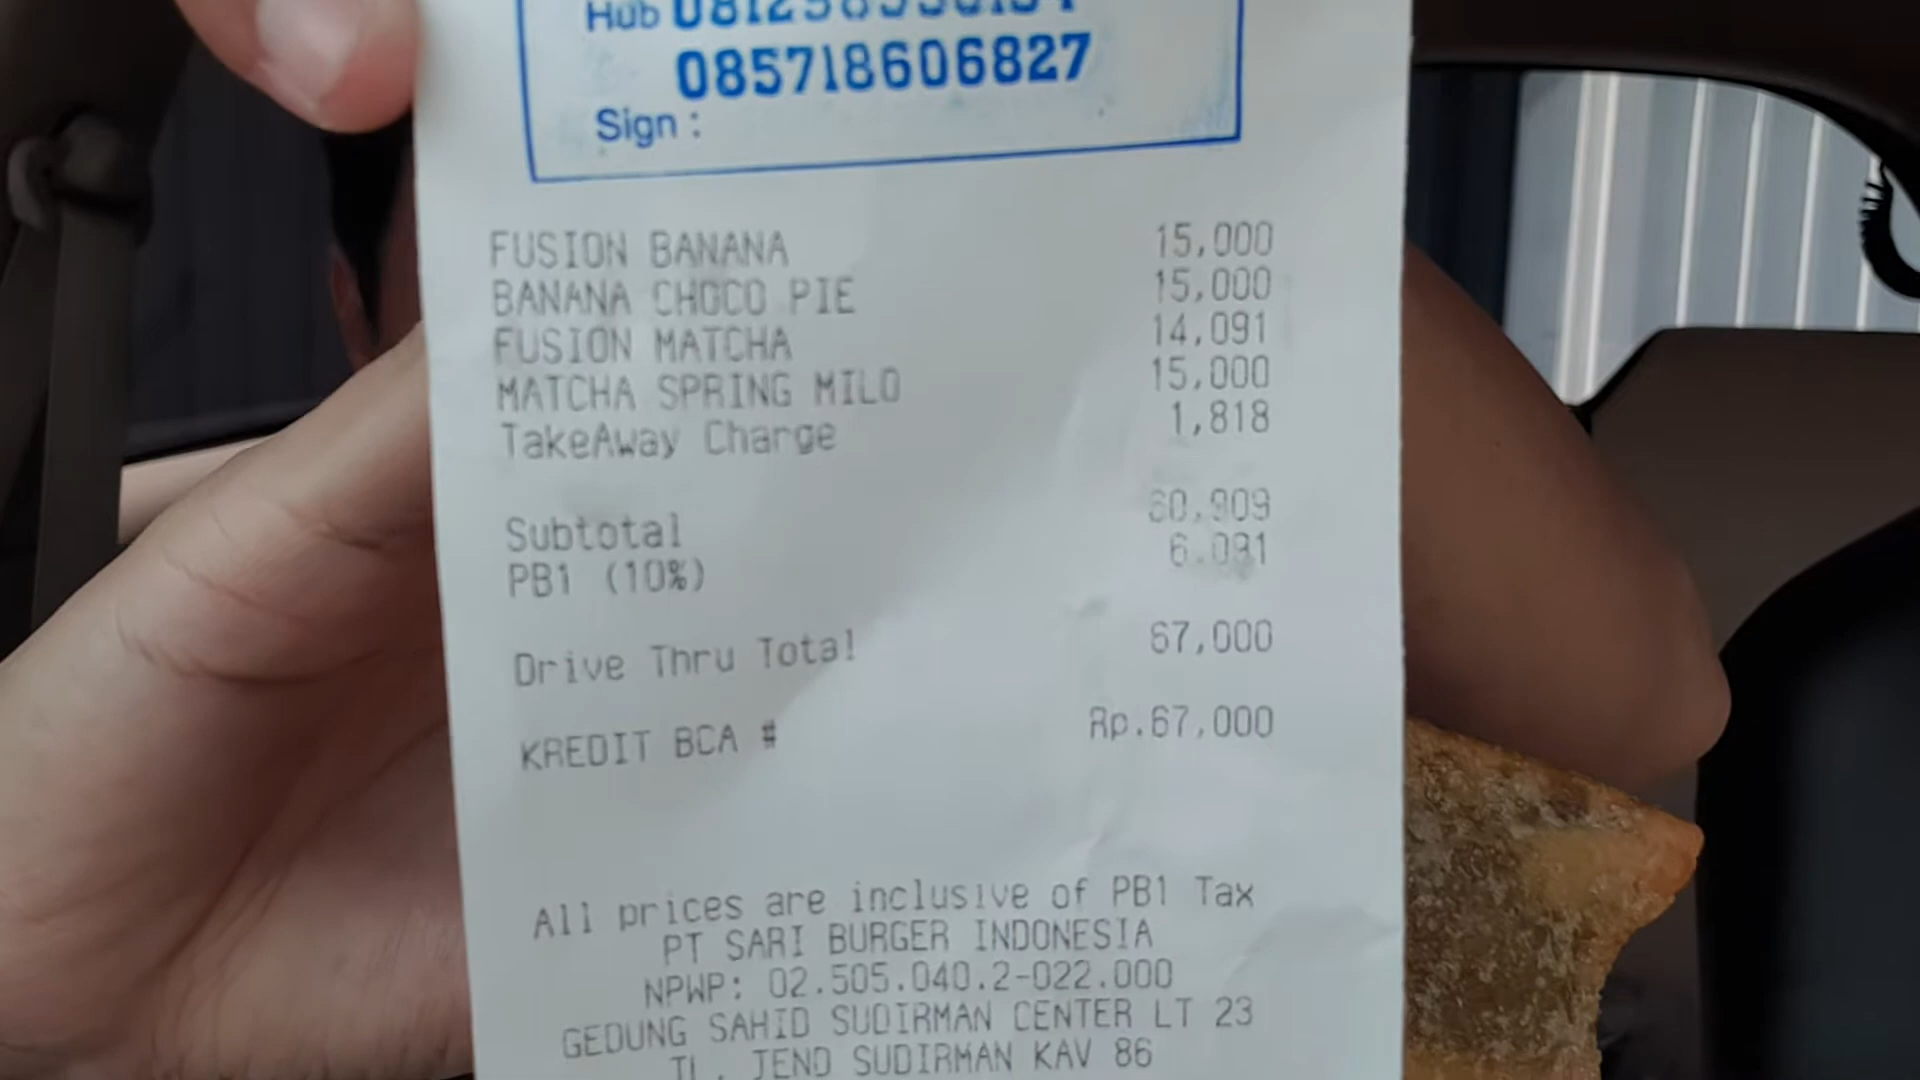 Hub
085718606827
Sign :
FUSION BANANA 15,000
BANANA CHOCO PIE 15,000
FUSION MATCHA 14,091
MATCHA SPRING MILO 15,000
TakeAway Charge 1,818
Subtotal 60,909
PB1 (10%) 6.091
Drive Thru Total 67,000
KREDIT BCA # Rp.67,000
All prices are inclusive of PB1 Tax
PT SARI BURGER INDONESIA
NPWP: 02.505.040.2-022.000
GEDUNG SAHID SUDIRMAN CENTER LT 23
JL. JEND SUDIRMAN KAV 86